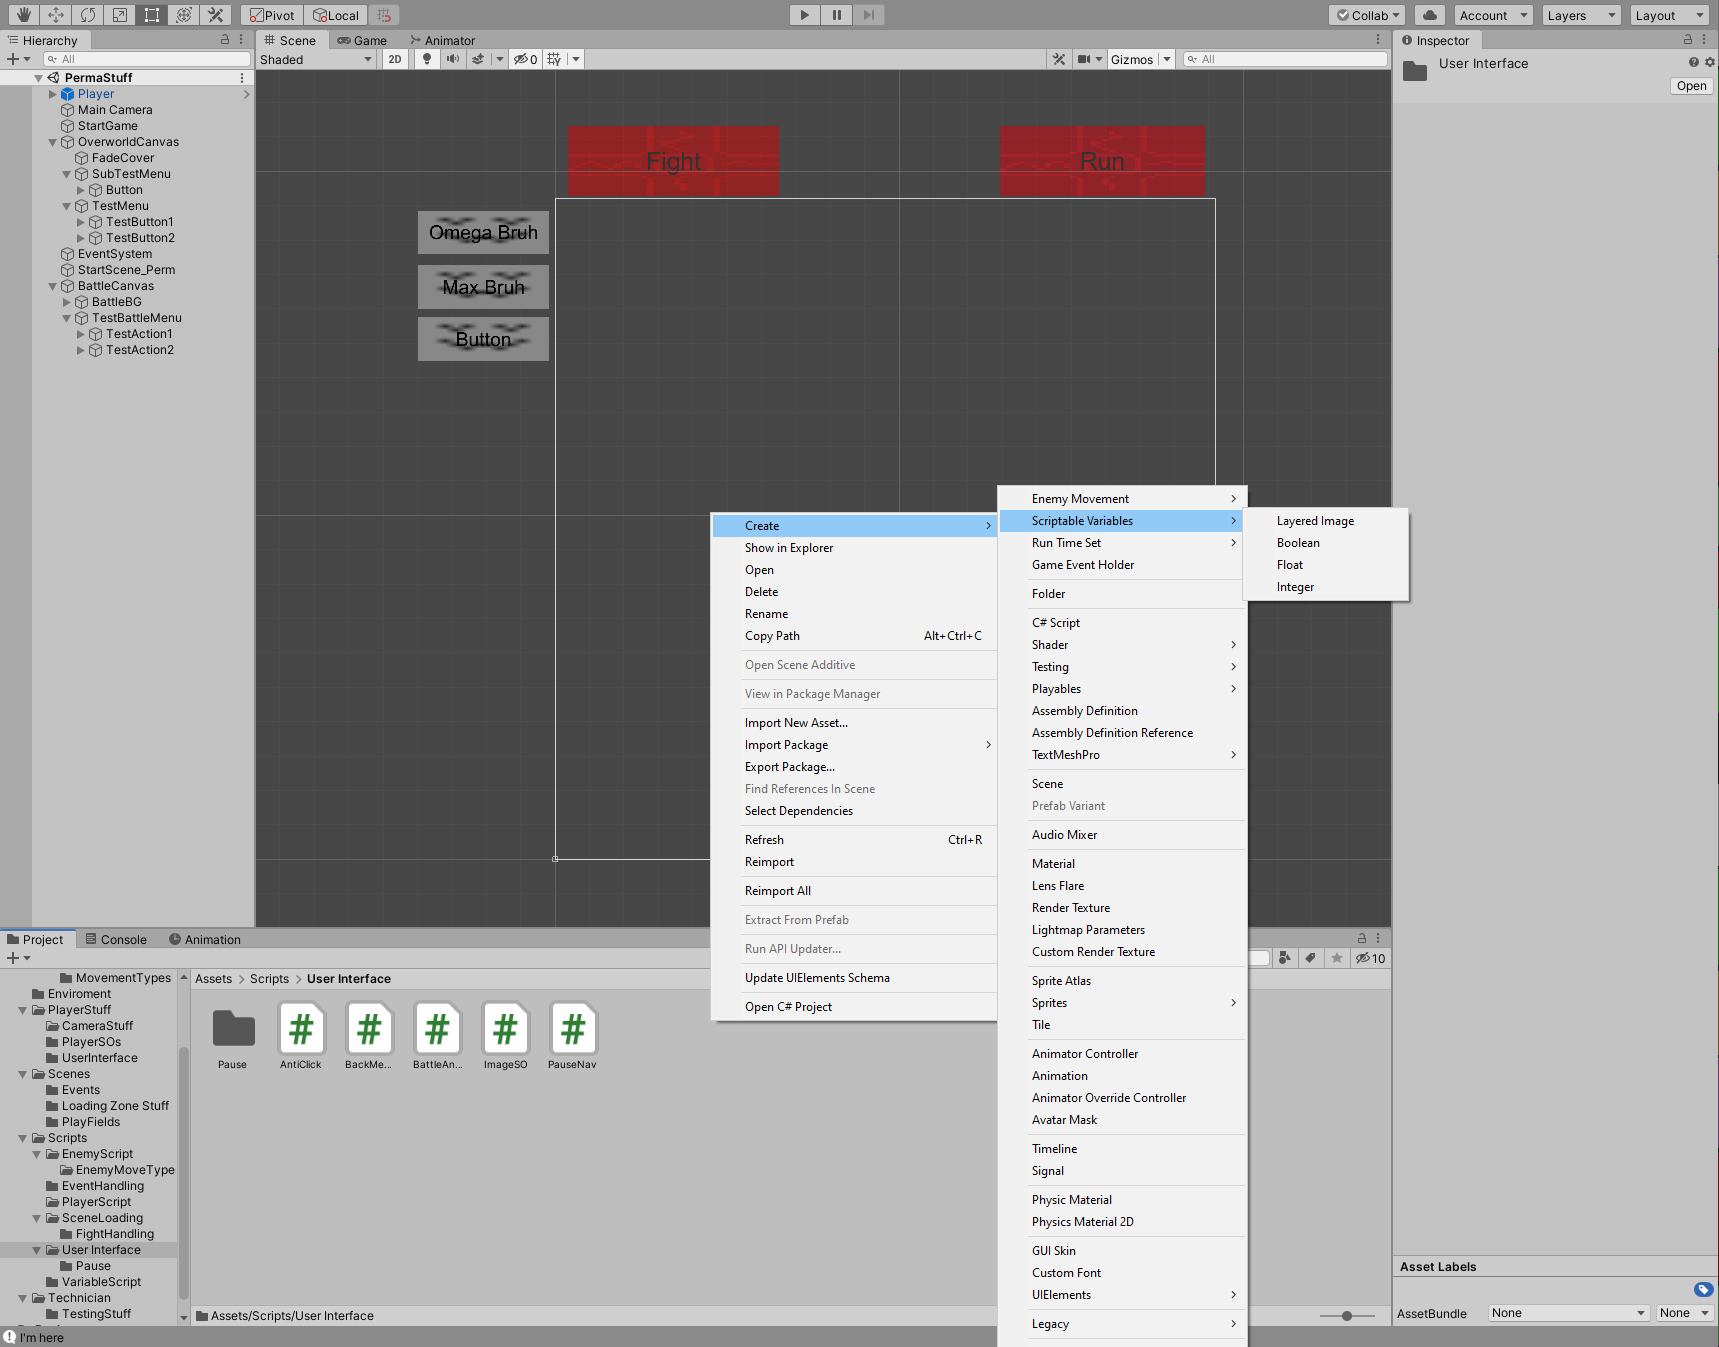 Pivot Local Collab Account Layers Layout
Hierarchy
All
PermaStuff
Player
Main Camera
StartGame
OverworldCanvas
FadeCover
SubTestMenu
Button
TestMenu
TestButton1
TestButton2
EventSystem
StartScene_Perm
BattleCanvas
BattleBG
TestBattleMenu
TestAction1
TestAction2
Scene Game Animator
Shaded 2D 0 Gizmos All
Fight
Run
Omega Bruh
Max Bruh
Button
Inspector
User Interface
Open
Create
Show in Explorer
Open
Delete
Rename
Copy Path Alt+Ctrl+C
Open Scene Additive
View in Package Manager
Import New Asset...
Import Package
Export Package...
Find References In Scene
Select Dependencies
Refresh Ctrl+R
Reimport
Reimport All
Extract From Prefab
Run API Updater...
Update UIElements Schema
Open C# Project
Enemy Movement
Scriptable Variables
Run Time Set
Game Event Holder
Folder
C# Script
Shader
Testing
Playables
Assembly Definition
Assembly Definition Reference
TextMeshPro
Scene
Prefab Variant
Audio Mixer
Material
Lens Flare
Render Texture
Lightmap Parameters
Custom Render Texture
Sprite Atlas
Sprites
Tile
Animator Controller
Animation
Animator Override Controller
Avatar Mask
Timeline
Signal
Physic Material
Physics Material 2D
GUI Skin
Custom Font
UIElements
Legacy
Layered Image
Boolean
Float
Integer
Project Console Animation
10
MovementTypes
Enviroment
PlayerStuff
CameraStuff
PlayerSOs
UserInterface
Scenes
Events
Loading Zone Stuff
PlayFields
Scripts
EnemyScript
EnemyMoveType
EventHandling
PlayerScript
SceneLoading
FightHandling
User Interface
Pause
VariableScript
Technician
TestingStuff
Assets > Scripts > User Interface
Pause AntiClick BackMe... BattleAn... ImageSO PauseNav
Assets/Scripts/User Interface
Asset Labels
AssetBundle None None
I'm here